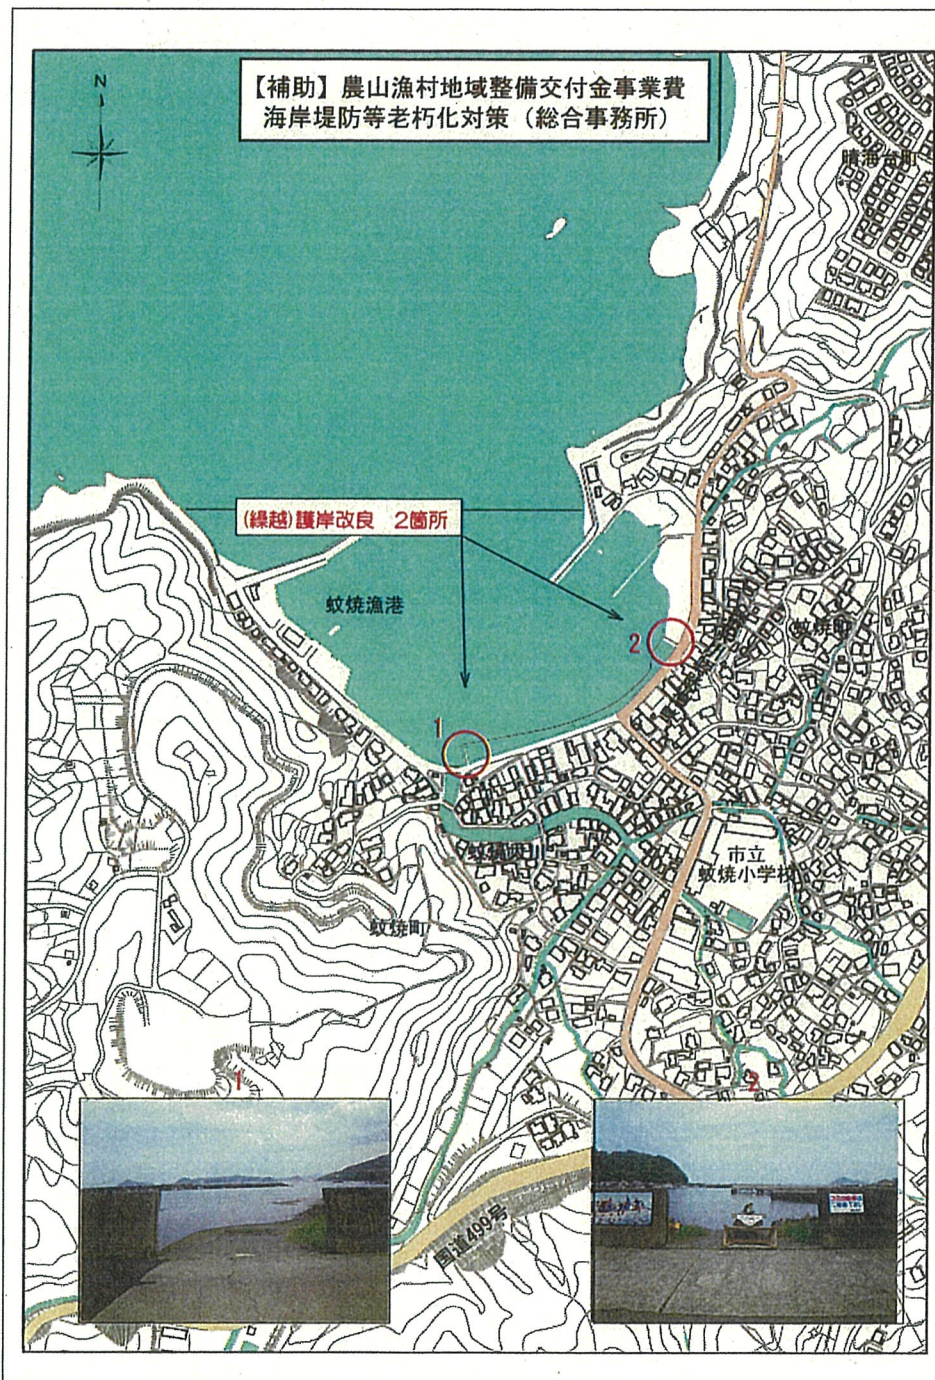 N
【補助】農山漁村地域整備交付金事業費
海岸堤防等老朽化対策（総合事務所）
晴海台町
(繰越)護岸改良 2箇所
蚊焼漁港
2
蚊焼町
1
市立
蚊焼小学校
蚊焼町
1
2
国道499号